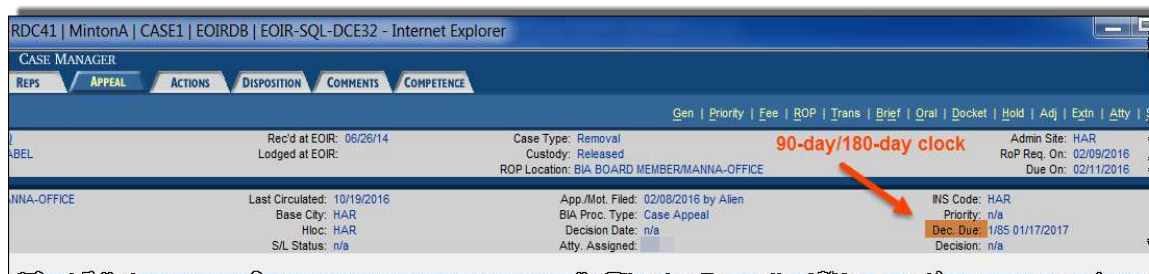 RDC41 | MintonA | CASE1 | EOIRDB | EOIR-SQL-DCE32 - Internet Explorer
CASE MANAGER
REPS APPEAL ACTIONS DISPOSITION COMMENTS COMPETENCE
Gen | Priority | Fee | ROP | Trans | Brief | Oral | Docket | Hold | Adj | Extn | Atty |
ABEL
Rec'd at EOIR: 06/26/14
Lodged at EOIR:
Case Type: Removal
Custody: Released
ROP Location: BIA BOARD MEMBER/MANNA-OFFICE
90-day/180-day clock
Admin Site: HAR
RoP Req. On: 02/09/2016
Due On: 02/11/2016
ANNA-OFFICE
Last Circulated: 10/19/2016
Base City: HAR
Hloc: HAR
S/L Status: n/a
App./Mot. Filed: 02/08/2016 by Alien
BIA Proc. Type: Case Appeal
Decision Date: n/a
Atty. Assigned:
INS Code: HAR
Priority: n/a
Dec. Due: 1/85 01/17/2017
Decision: n/a